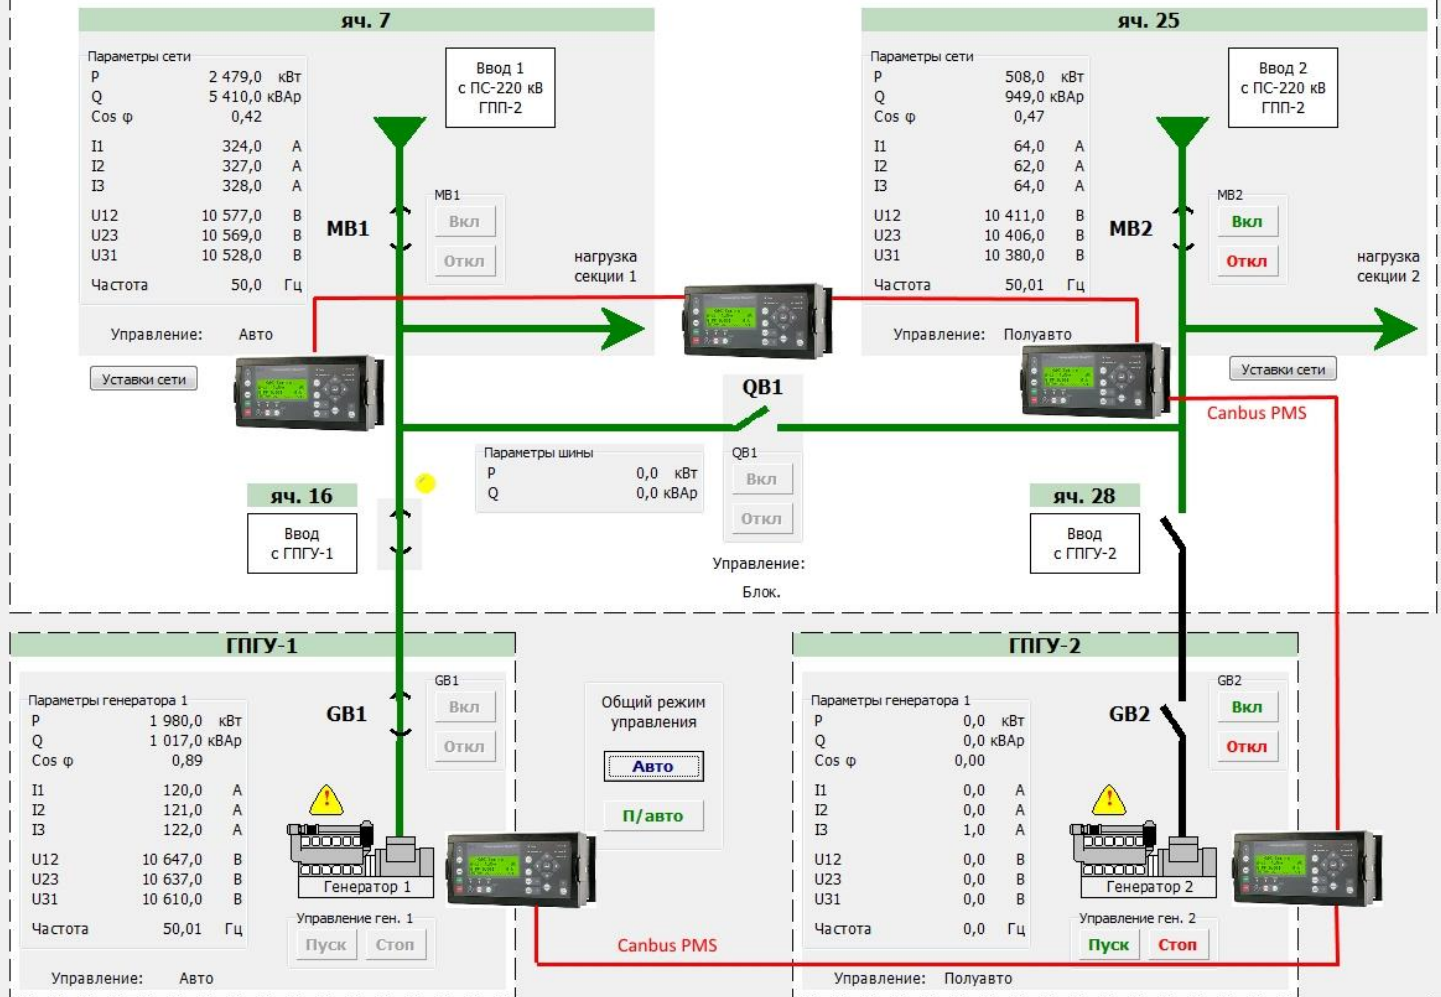 яч. 7
Параметры сети
P 2 479,0 кВт
Q 5 410,0 кВАр
Cos φ 0,42
I1 324,0 А
I2 327,0 А
I3 328,0 А
U12 10 577,0 В
U23 10 569,0 В
U31 10 528,0 В
Частота 50,0 Гц
Управление: Авто
Уставки сети
Ввод 1
с ПС-220 кВ
ГПП-2
MB1
MB1
Вкл
Откл
нагрузка
секции 1
яч. 25
Параметры сети
P 508,0 кВт
Q 949,0 кВАр
Cos φ 0,47
I1 64,0 А
I2 62,0 А
I3 64,0 А
U12 10 411,0 В
U23 10 406,0 В
U31 10 380,0 В
Частота 50,01 Гц
Управление: Полуавто
Ввод 2
с ПС-220 кВ
ГПП-2
MB2
MB2
Вкл
Откл
нагрузка
секции 2
Уставки сети
Canbus PMS
QB1
Параметры шины
P 0,0 кВт
Q 0,0 кВАр
QB1
Вкл
Откл
Управление:
Блок.
яч. 16
Ввод
с ГПГУ-1
яч. 28
Ввод
с ГПГУ-2
ГПГУ-1
Параметры генератора 1
P 1 980,0 кВт
Q 1 017,0 кВАр
Cos φ 0,89
I1 120,0 А
I2 121,0 А
I3 122,0 А
U12 10 647,0 В
U23 10 637,0 В
U31 10 610,0 В
Частота 50,01 Гц
Управление: Авто
GB1
GB1
Вкл
Откл
Генератор 1
Управление ген. 1
Пуск Стоп
Общий режим
управления
Авто
П/авто
Canbus PMS
ГПГУ-2
Параметры генератора 1
P 0,0 кВт
Q 0,0 кВАр
Cos φ 0,00
I1 0,0 А
I2 0,0 А
I3 1,0 А
U12 0,0 В
U23 0,0 В
U31 0,0 В
Частота 0,0 Гц
Управление: Полуавто
GB2
GB2
Вкл
Откл
Генератор 2
Управление ген. 2
Пуск Стоп